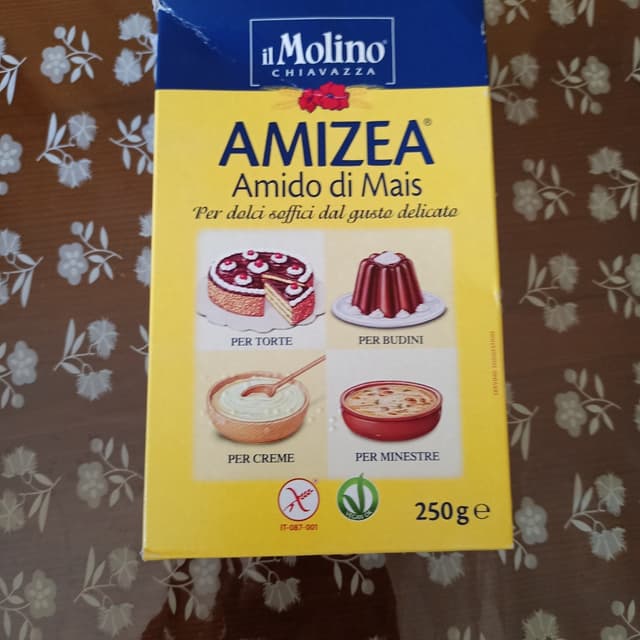 il Molino®
CHIAVAZZA
AMIZEA®
Amido di Mais
Per dolci soffici dal gusto delicato
PER TORTE
PER BUDINI
PER CREME
PER MINESTRE
IT-087-001
250 g e